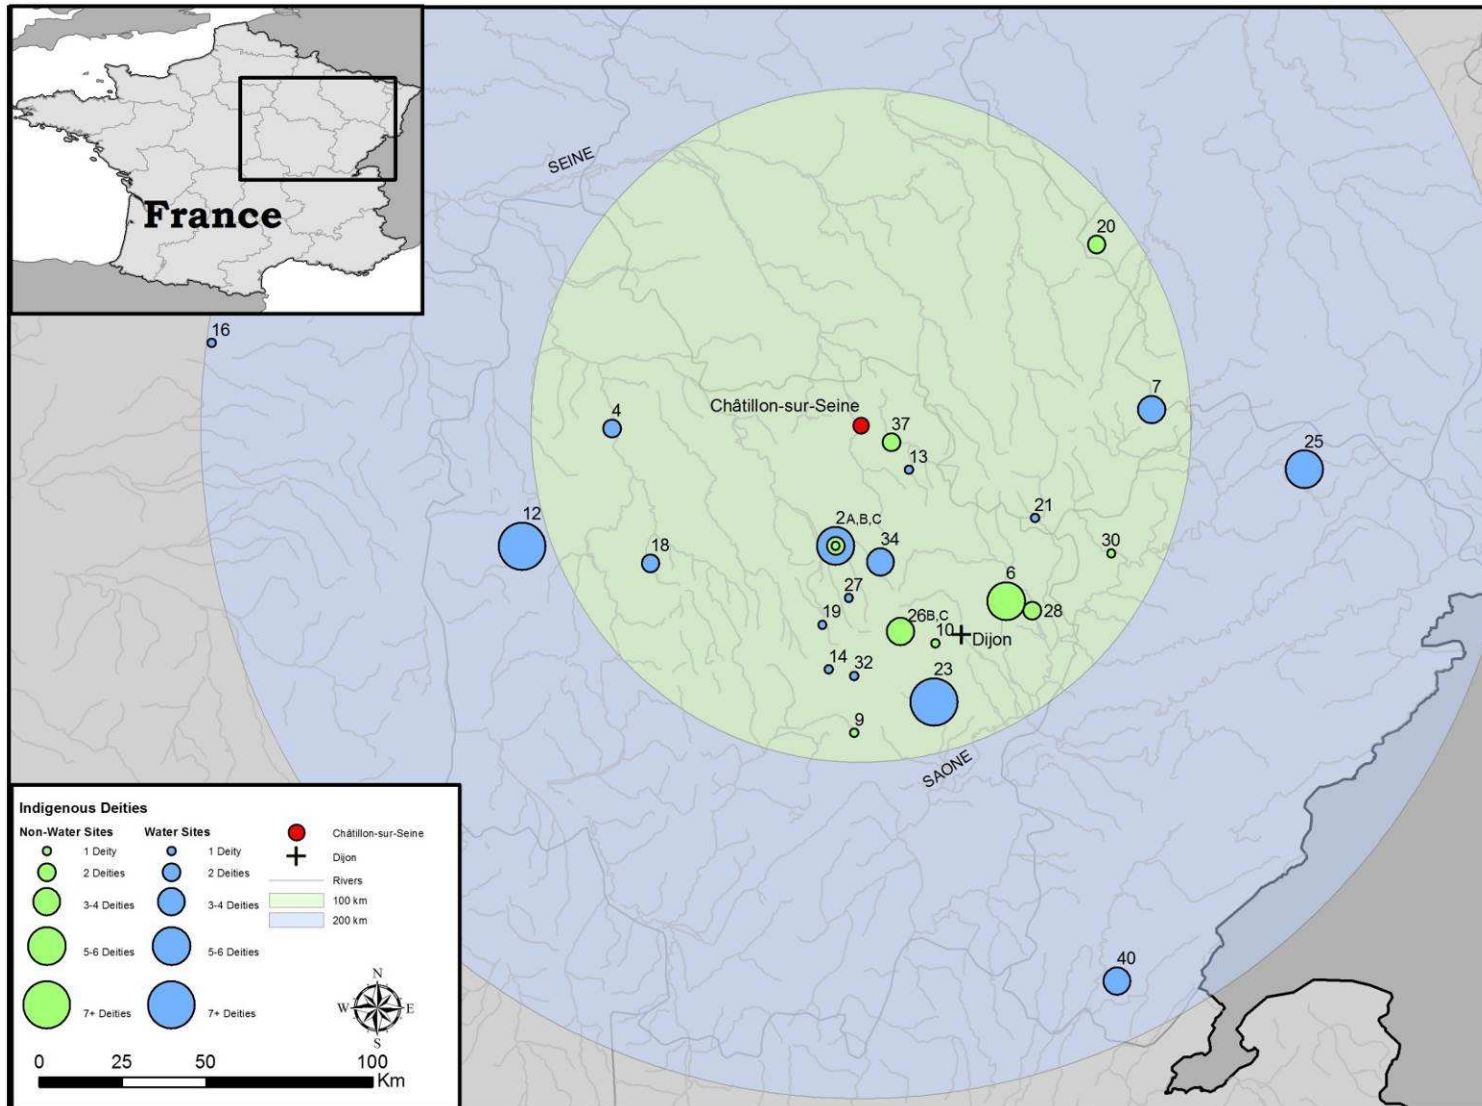 France
SEINE
20
16
7
4
Châtillon-sur-Seine
37
25
13
12
21
2A,B,C
34
18
30
27
6
19
26B,C
28
10
Dijon
14
32
23
9
SAONE
40
Indigenous Deities
Non-Water Sites
Water Sites
1 Deity
1 Deity
Châtillon-sur-Seine
2 Deities
2 Deities
Dijon
Rivers
3-4 Deities
3-4 Deities
100 km
200 km
5-6 Deities
5-6 Deities
7+ Deities
7+ Deities
N
W
E
S
0
25
50
100
Km